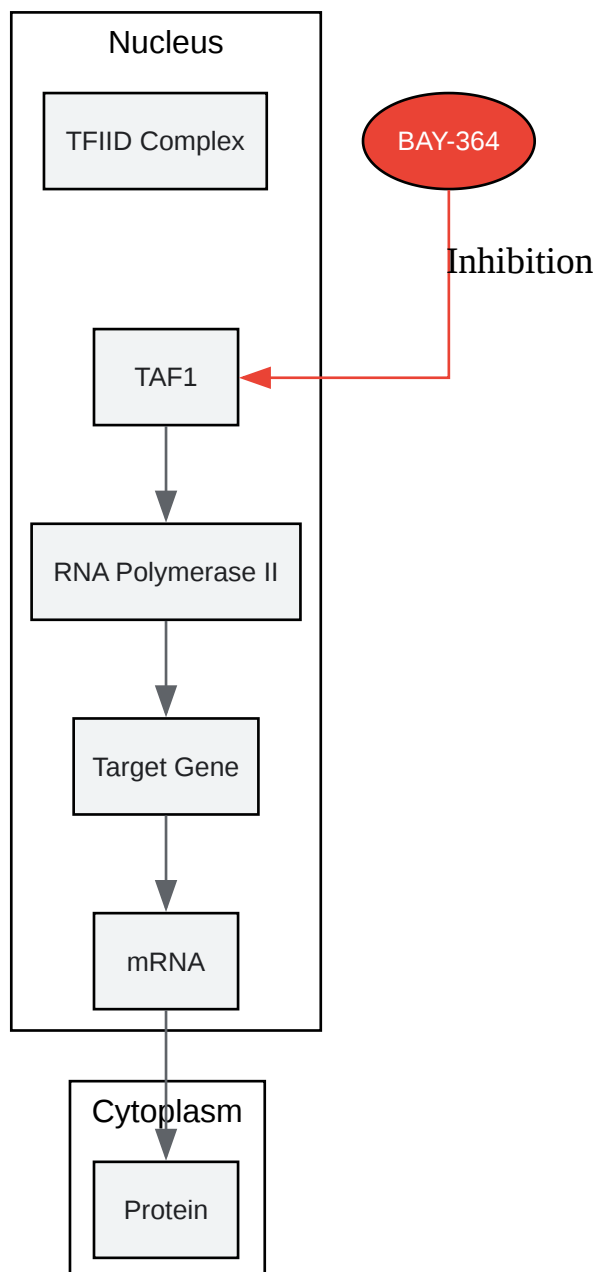 Nucleus
TFIID Complex
BAY-364
Inhibition
TAF1
RNA Polymerase II
Target Gene
mRNA
Cytoplasm
Protein